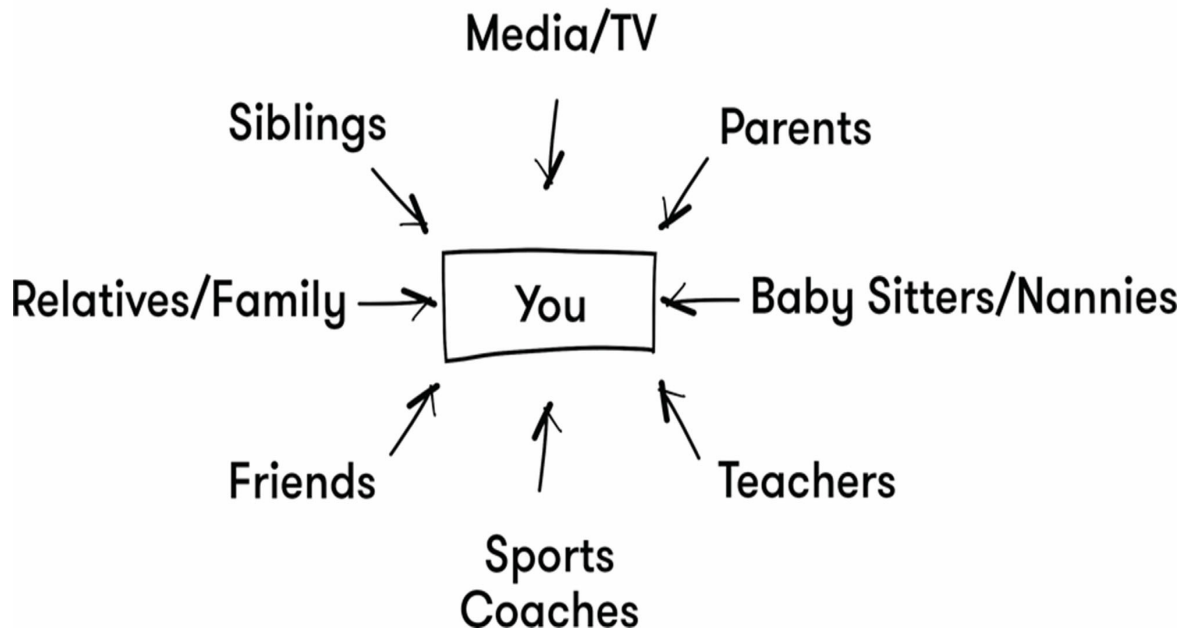 Media/TV
Siblings
Parents
Relatives/Family
You
Baby Sitters/Nannies
Friends
Teachers
Sports
Coaches